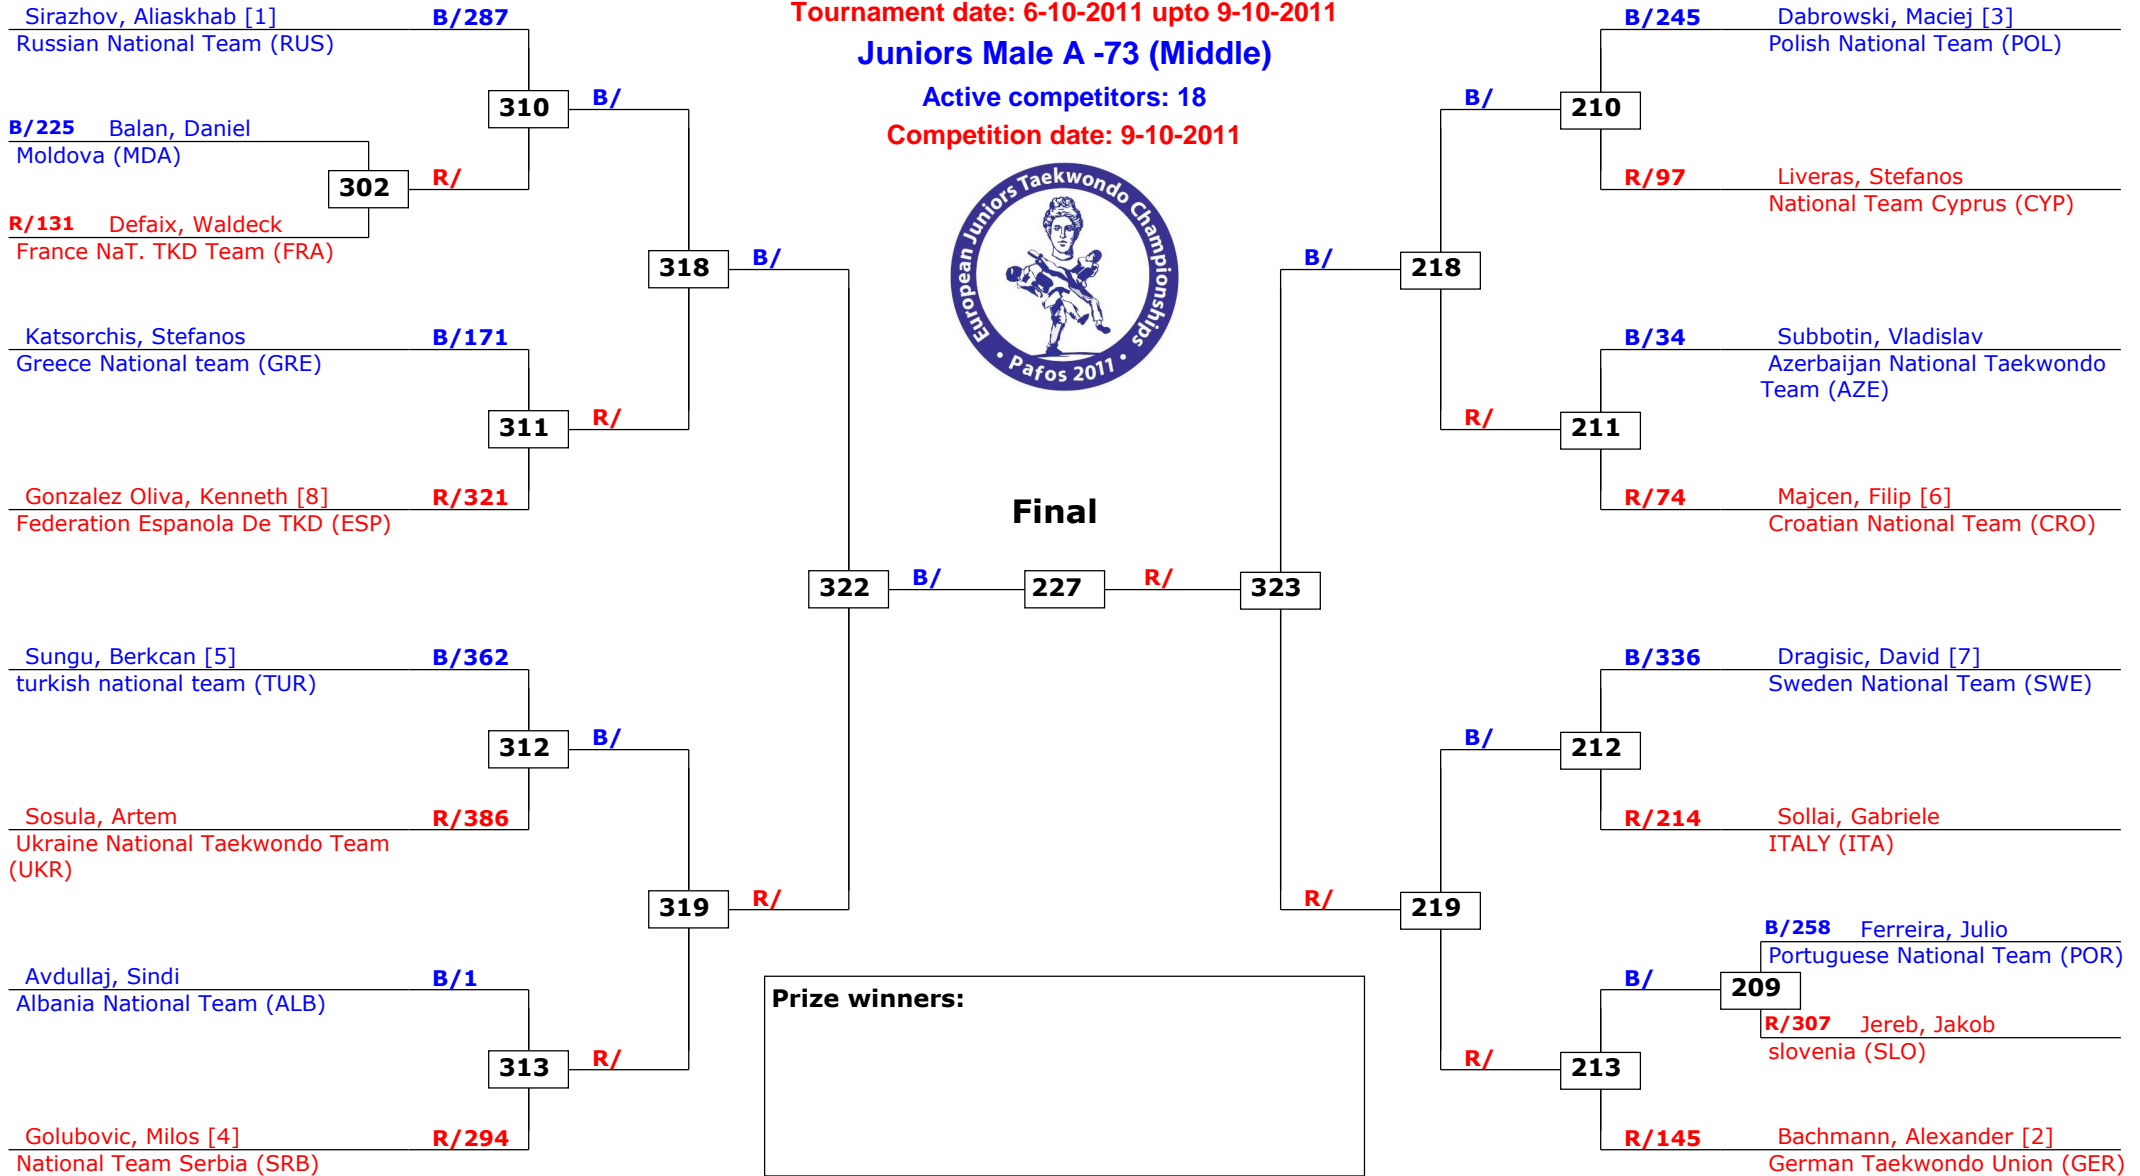 Tournament date: 6-10-2011 upto 9-10-2011
Juniors Male A -73 (Middle)
Active competitors: 18
Competition date: 9-10-2011
European Juniors Taekwondo Championships
• Pafos 2011 •
Sirazhov, Aliaskhab [1] B/287
Russian National Team (RUS)
310 B/
B/225 Balan, Daniel
Moldova (MDA)
302 R/
R/131 Defaix, Waldeck
France NaT. TKD Team (FRA)
318 B/
Katsorchis, Stefanos B/171
Greece National team (GRE)
311 R/
Gonzalez Oliva, Kenneth [8] R/321
Federation Espanola De TKD (ESP)
Final
322 B/ 227 R/ 323
Sungu, Berkcan [5] B/362
turkish national team (TUR)
312 B/
Sosula, Artem R/386
Ukraine National Taekwondo Team
(UKR)
319 R/
Avdullaj, Sindi B/1
Albania National Team (ALB)
313 R/
Golubovic, Milos [4] R/294
National Team Serbia (SRB)
B/245 Dabrowski, Maciej [3]
Polish National Team (POL)
B/ 210
R/97 Liveras, Stefanos
National Team Cyprus (CYP)
B/ 218
B/34 Subbotin, Vladislav
Azerbaijan National Taekwondo
Team (AZE)
R/ 211
R/74 Majcen, Filip [6]
Croatian National Team (CRO)
B/336 Dragisic, David [7]
Sweden National Team (SWE)
B/ 212
R/214 Sollai, Gabriele
ITALY (ITA)
R/ 219
B/258 Ferreira, Julio
Portuguese National Team (POR)
B/ 209
R/307 Jereb, Jakob
slovenia (SLO)
R/ 213
R/145 Bachmann, Alexander [2]
German Taekwondo Union (GER)
Prize winners: